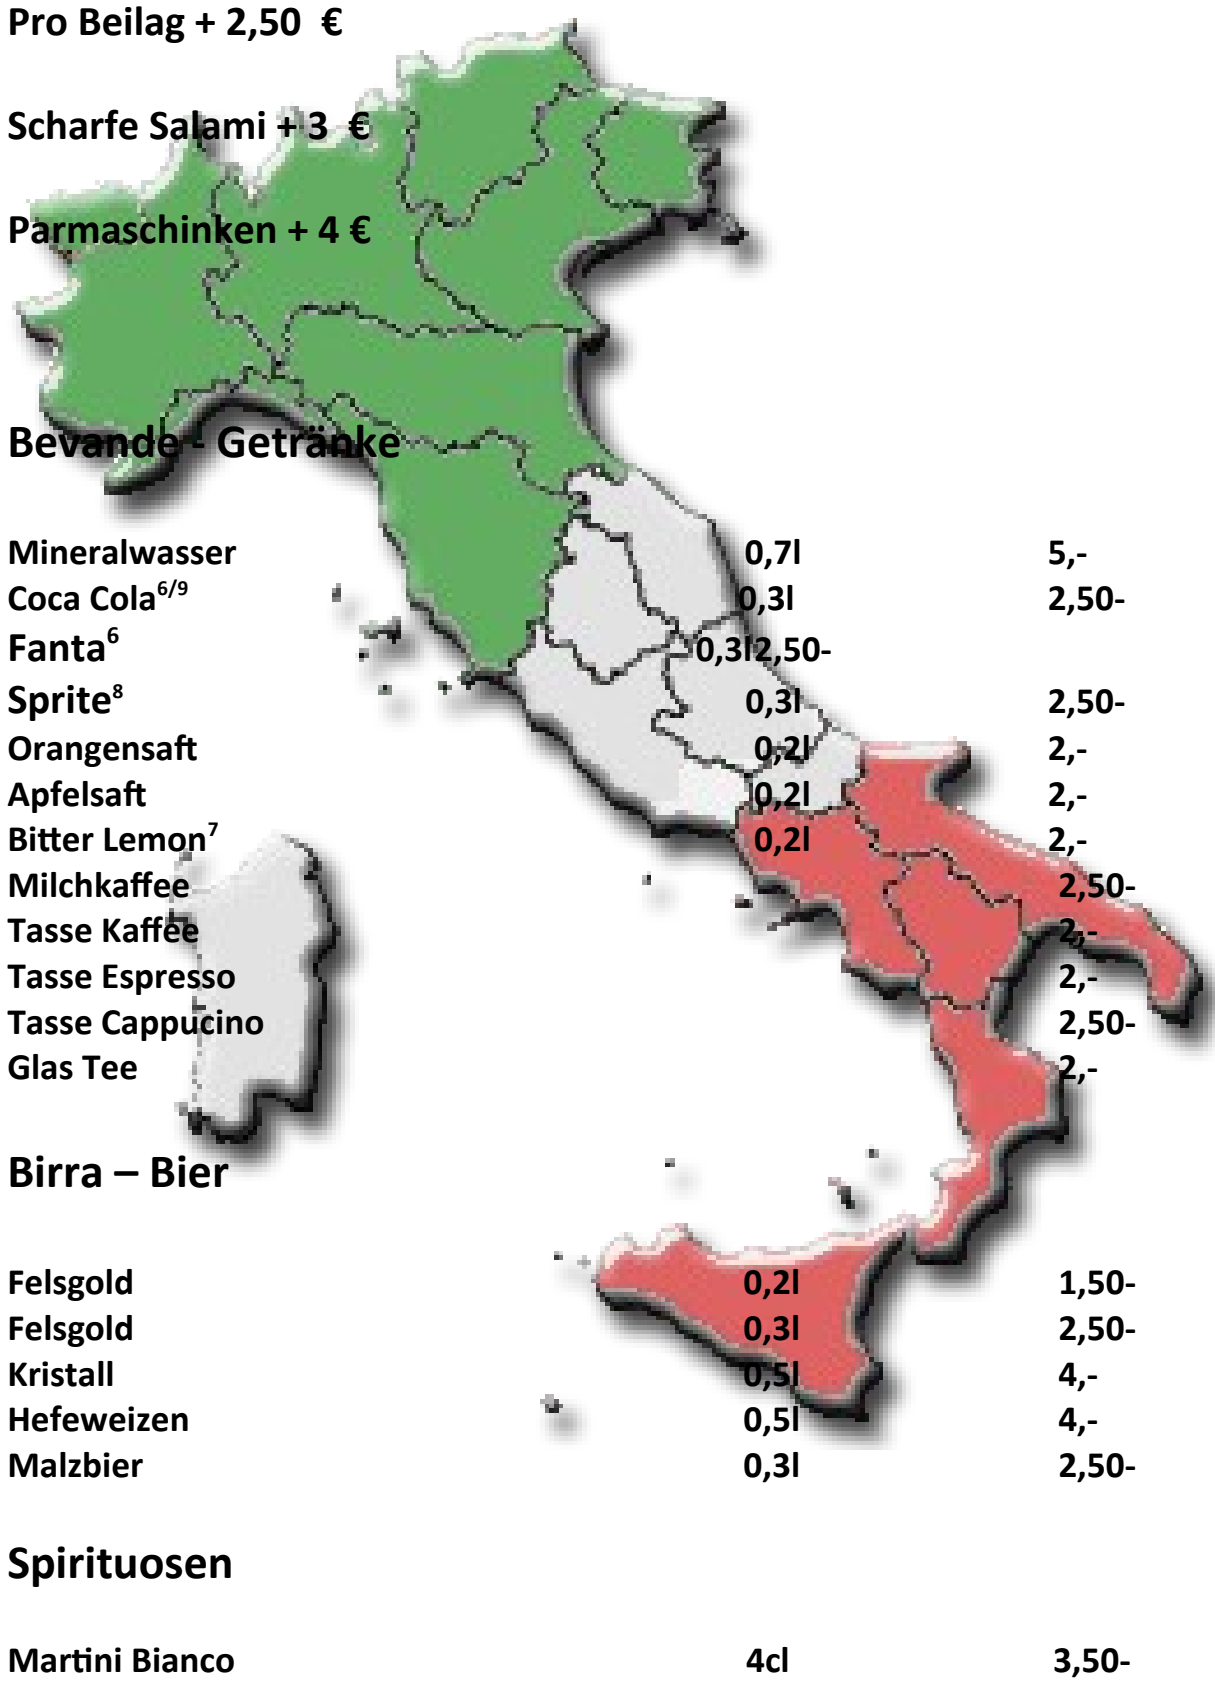 Pro Beilag + 2,50 €
Scharfe Salami + 3 €
Parmaschinken + 4 €
Bevande - Getränke
Mineralwasser 0,7l 5,-
Coca Cola6/9 0,3l 2,50-
Fanta6 0,3l2,50-
Sprite8 0,3l 2,50-
Orangensaft 0,2l 2,-
Apfelsaft 0,2l 2,-
Bitter Lemon7 0,2l 2,-
Milchkaffee 2,50-
Tasse Kaffee 2,-
Tasse Espresso 2,-
Tasse Cappucino 2,50-
Glas Tee 2,-
Birra – Bier
Felsgold 0,2l 1,50-
Felsgold 0,3l 2,50-
Kristall 0,5l 4,-
Hefeweizen 0,5l 4,-
Malzbier 0,3l 2,50-
Spirituosen
Martini Bianco 4cl 3,50-